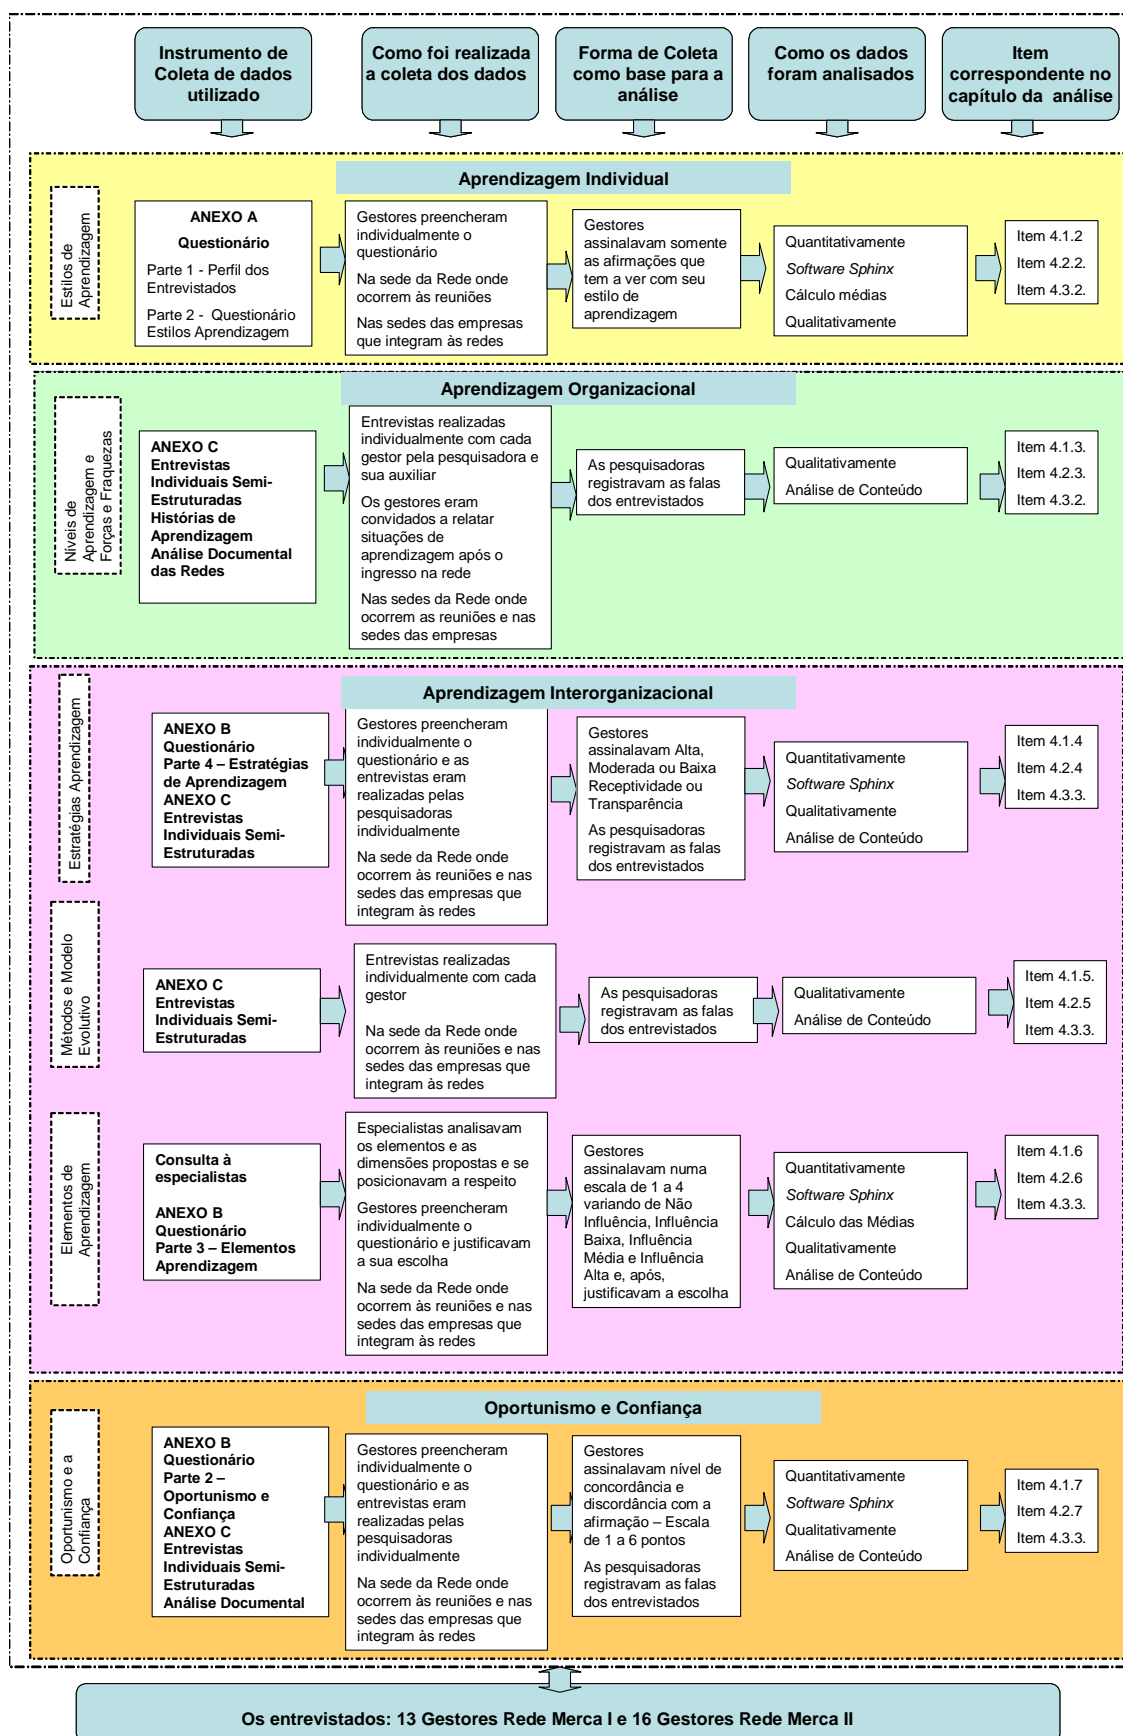 Instrumento de
Coleta de dados
utilizado
Como foi realizada
a coleta dos dados
Forma de Coleta
como base para a
análise
Como os dados
foram analisados
Item
correspondente no
capítulo da  análise
Aprendizagem Individual
Estilos de
Aprendizagem
ANEXO A
Questionário
Parte 1 - Perfil dos
Entrevistados
Parte 2 -  Questionário
Estilos Aprendizagem
Gestores preencheram
individualmente o
questionário
Na sede da Rede onde
ocorrem às reuniões
Nas sedes das empresas
que integram às redes
Gestores
assinalavam somente
as afirmações que
tem a ver com seu
estilo de
aprendizagem
Quantitativamente
Software Sphinx
Cálculo médias
Qualitativamente
Item 4.1.2
Item 4.2.2.
Item 4.3.2.
Aprendizagem Organizacional
Níveis de
Aprendizagem e
Forças e Fraquezas
ANEXO C
Entrevistas
Individuais Semi-
Estruturadas
Histórias de
Aprendizagem
Análise Documental
das Redes
Entrevistas realizadas
individualmente com cada
gestor pela pesquisadora e
sua auxiliar
Os gestores eram
convidados a relatar
situações de
aprendizagem após o
ingresso na rede
Nas sedes da Rede onde
ocorrem as reuniões e nas
sedes das empresas
As pesquisadoras
registravam as falas
dos entrevistados
Qualitativamente
Análise de Conteúdo
Item 4.1.3.
Item 4.2.3.
Item 4.3.2.
Aprendizagem Interorganizacional
Estratégias Aprendizagem
ANEXO B
Questionário
Parte 4 – Estratégias
de Aprendizagem
ANEXO C
Entrevistas
Individuais Semi-
Estruturadas
Gestores preencheram
individualmente o
questionário e as
entrevistas eram
realizadas pelas
pesquisadoras
individualmente
Na sede da Rede onde
ocorrem às reuniões e nas
sedes das empresas que
integram às redes
Gestores
assinalavam Alta,
Moderada ou Baixa
Receptividade ou
Transparência
As pesquisadoras
registravam as falas
dos entrevistados
Quantitativamente
Software Sphinx
Qualitativamente
Análise de Conteúdo
Item 4.1.4
Item 4.2.4
Item 4.3.3.
Métodos e Modelo
Evolutivo
ANEXO C
Entrevistas
Individuais Semi-
Estruturadas
Entrevistas realizadas
individualmente com cada
gestor
Na sede da Rede onde
ocorrem às reuniões e nas
sedes das empresas que
integram às redes
As pesquisadoras
registravam as falas
dos entrevistados
Qualitativamente
Análise de Conteúdo
Item 4.1.5.
Item 4.2.5
Item 4.3.3.
Elementos de
Aprendizagem
Consulta à
especialistas
ANEXO B
Questionário
Parte 3 – Elementos
Aprendizagem
Especialistas analisavam
os elementos e as
dimensões propostas e se
posicionavam a respeito
Gestores preencheram
individualmente o
questionário e justificavam
a sua escolha
Na sede da Rede onde
ocorrem às reuniões e nas
sedes das empresas que
integram às redes
Gestores
assinalavam numa
escala de 1 a 4
variando de Não
Influência, Influência
Baixa, Influência
Média e Influência
Alta e, após,
justificavam a escolha
Quantitativamente
Software Sphinx
Cálculo das Médias
Qualitativamente
Análise de Conteúdo
Item 4.1.6
Item 4.2.6
Item 4.3.3.
Oportunismo e Confiança
Oportunismo e a
Confiança
ANEXO B
Questionário
Parte 2 –
Oportunismo e
Confiança
ANEXO C
Entrevistas
Individuais Semi-
Estruturadas
Análise Documental
Gestores preencheram
individualmente o
questionário e as
entrevistas eram
realizadas pelas
pesquisadoras
individualmente
Na sede da Rede onde
ocorrem às reuniões e nas
sedes das empresas que
integram às redes
Gestores
assinalavam nível de
concordância e
discordância com a
afirmação – Escala
de 1 a 6 pontos
As pesquisadoras
registravam as falas
dos entrevistados
Quantitativamente
Software Sphinx
Qualitativamente
Análise de Conteúdo
Item 4.1.7
Item 4.2.7
Item 4.3.3.
Os entrevistados: 13 Gestores Rede Merca I e 16 Gestores Rede Merca II